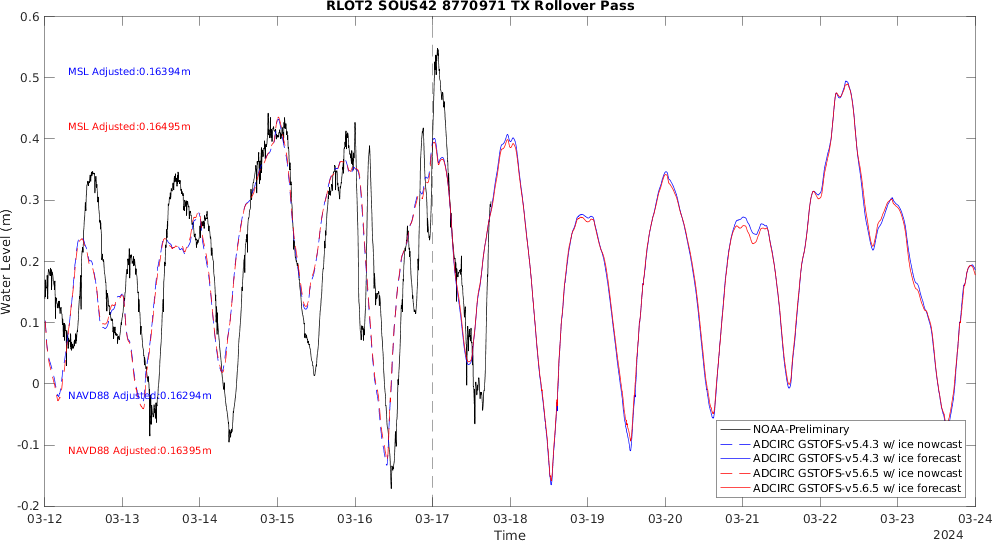 RLOT2 SOUS42 8770971 TX Rollover Pass
Water Level (m)
0.6
0.5
0.4
0.3
0.2
0.1
0
-0.1
-0.2
MSL Adjusted:0.16394m
MSL Adjusted:0.16495m
NAVD88 Adjusted:0.16294m
NAVD88 Adjusted:0.16395m
NOAA-Preliminary
ADCIRC GSTOFS-v5.4.3 w/ ice nowcast
ADCIRC GSTOFS-v5.4.3 w/ ice forecast
ADCIRC GSTOFS-v5.6.5 w/ ice nowcast
ADCIRC GSTOFS-v5.6.5 w/ ice forecast
03-12 03-13 03-14 03-15 03-16 03-17 03-18 03-19 03-20 03-21 03-22 03-23 03-24
Time
2024